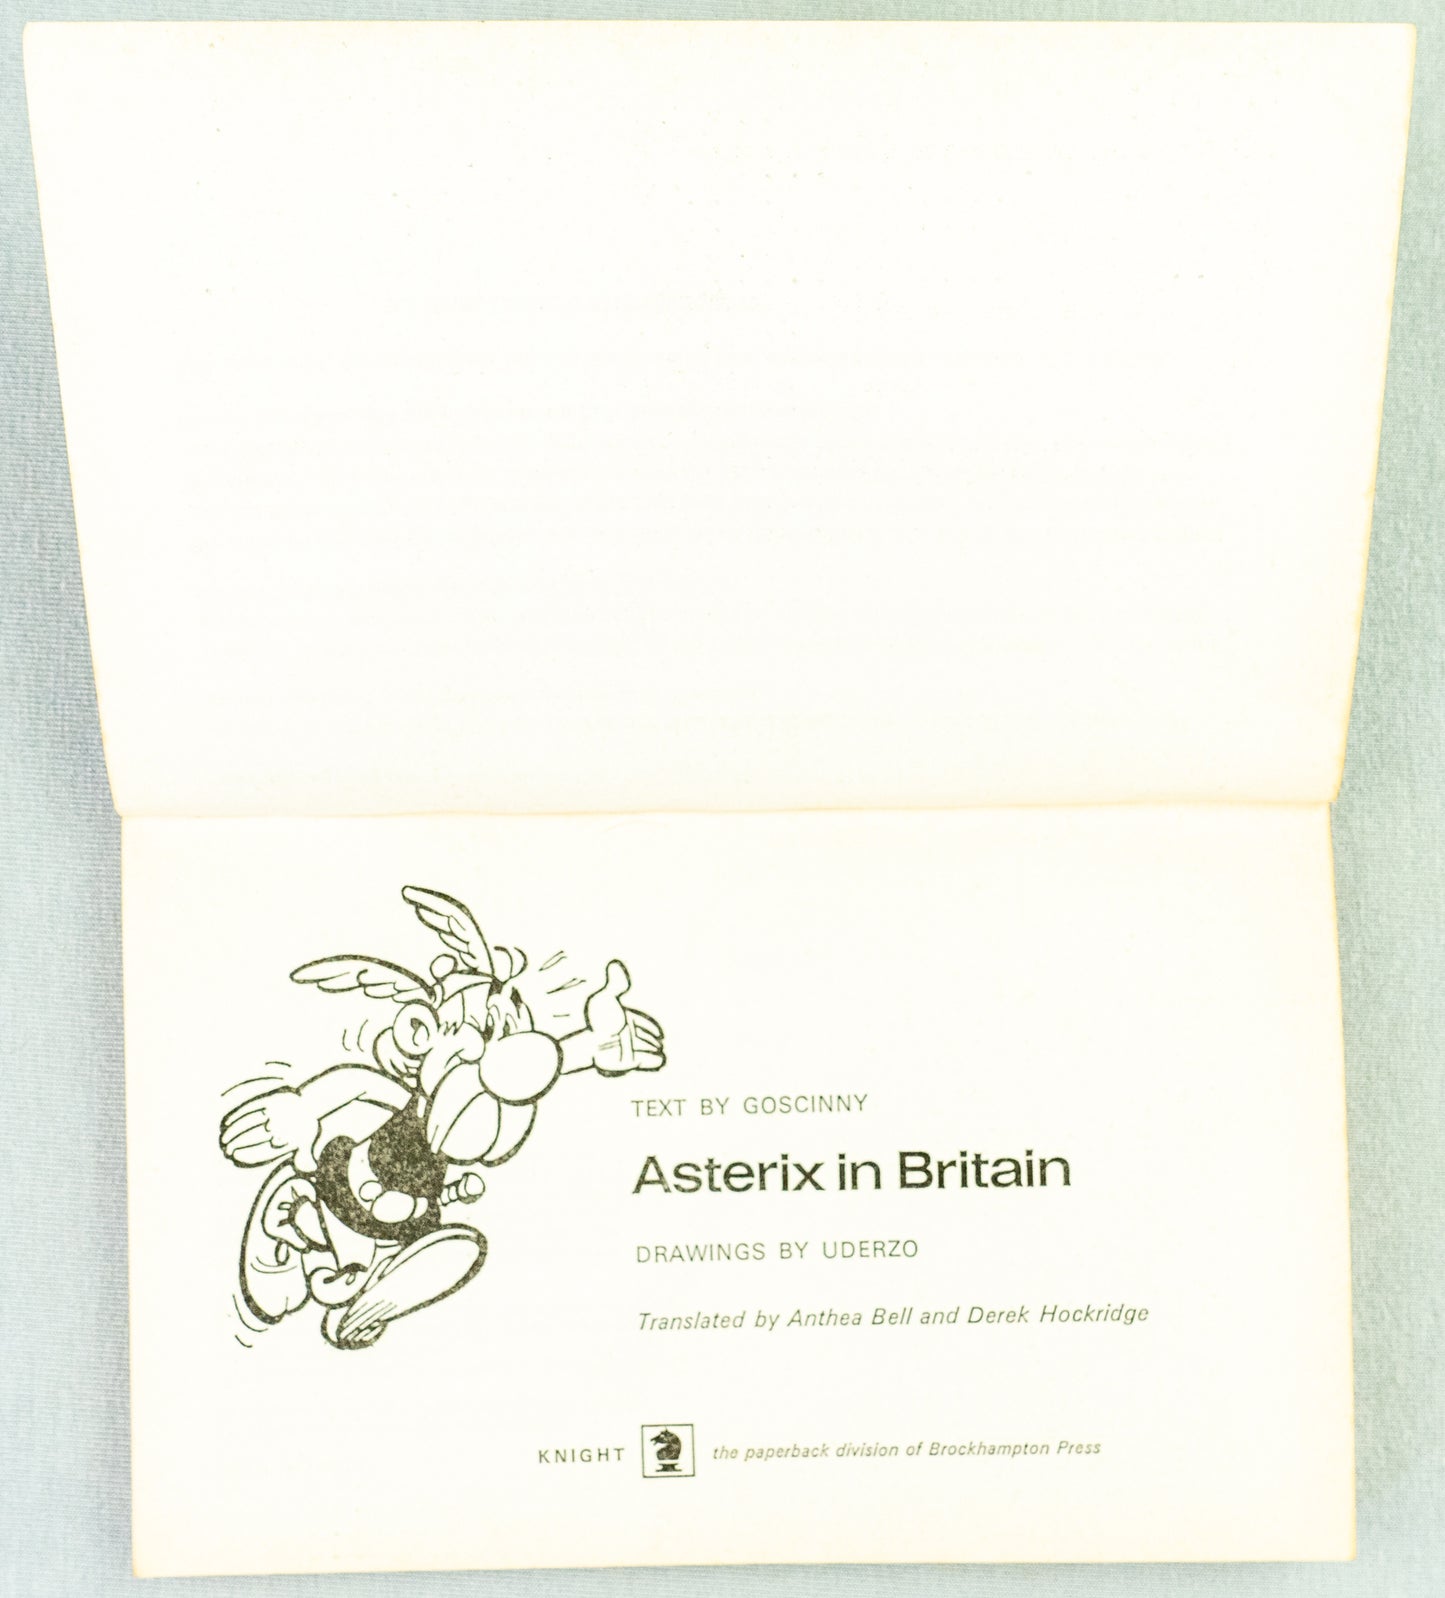 TEXT BY GOSCINNY
Asterix in Britain
DRAWINGS BY UDERZO
Translated by Anthea Bell and Derek Hockridge
KNIGHT the paperback division of Brockhampton Press